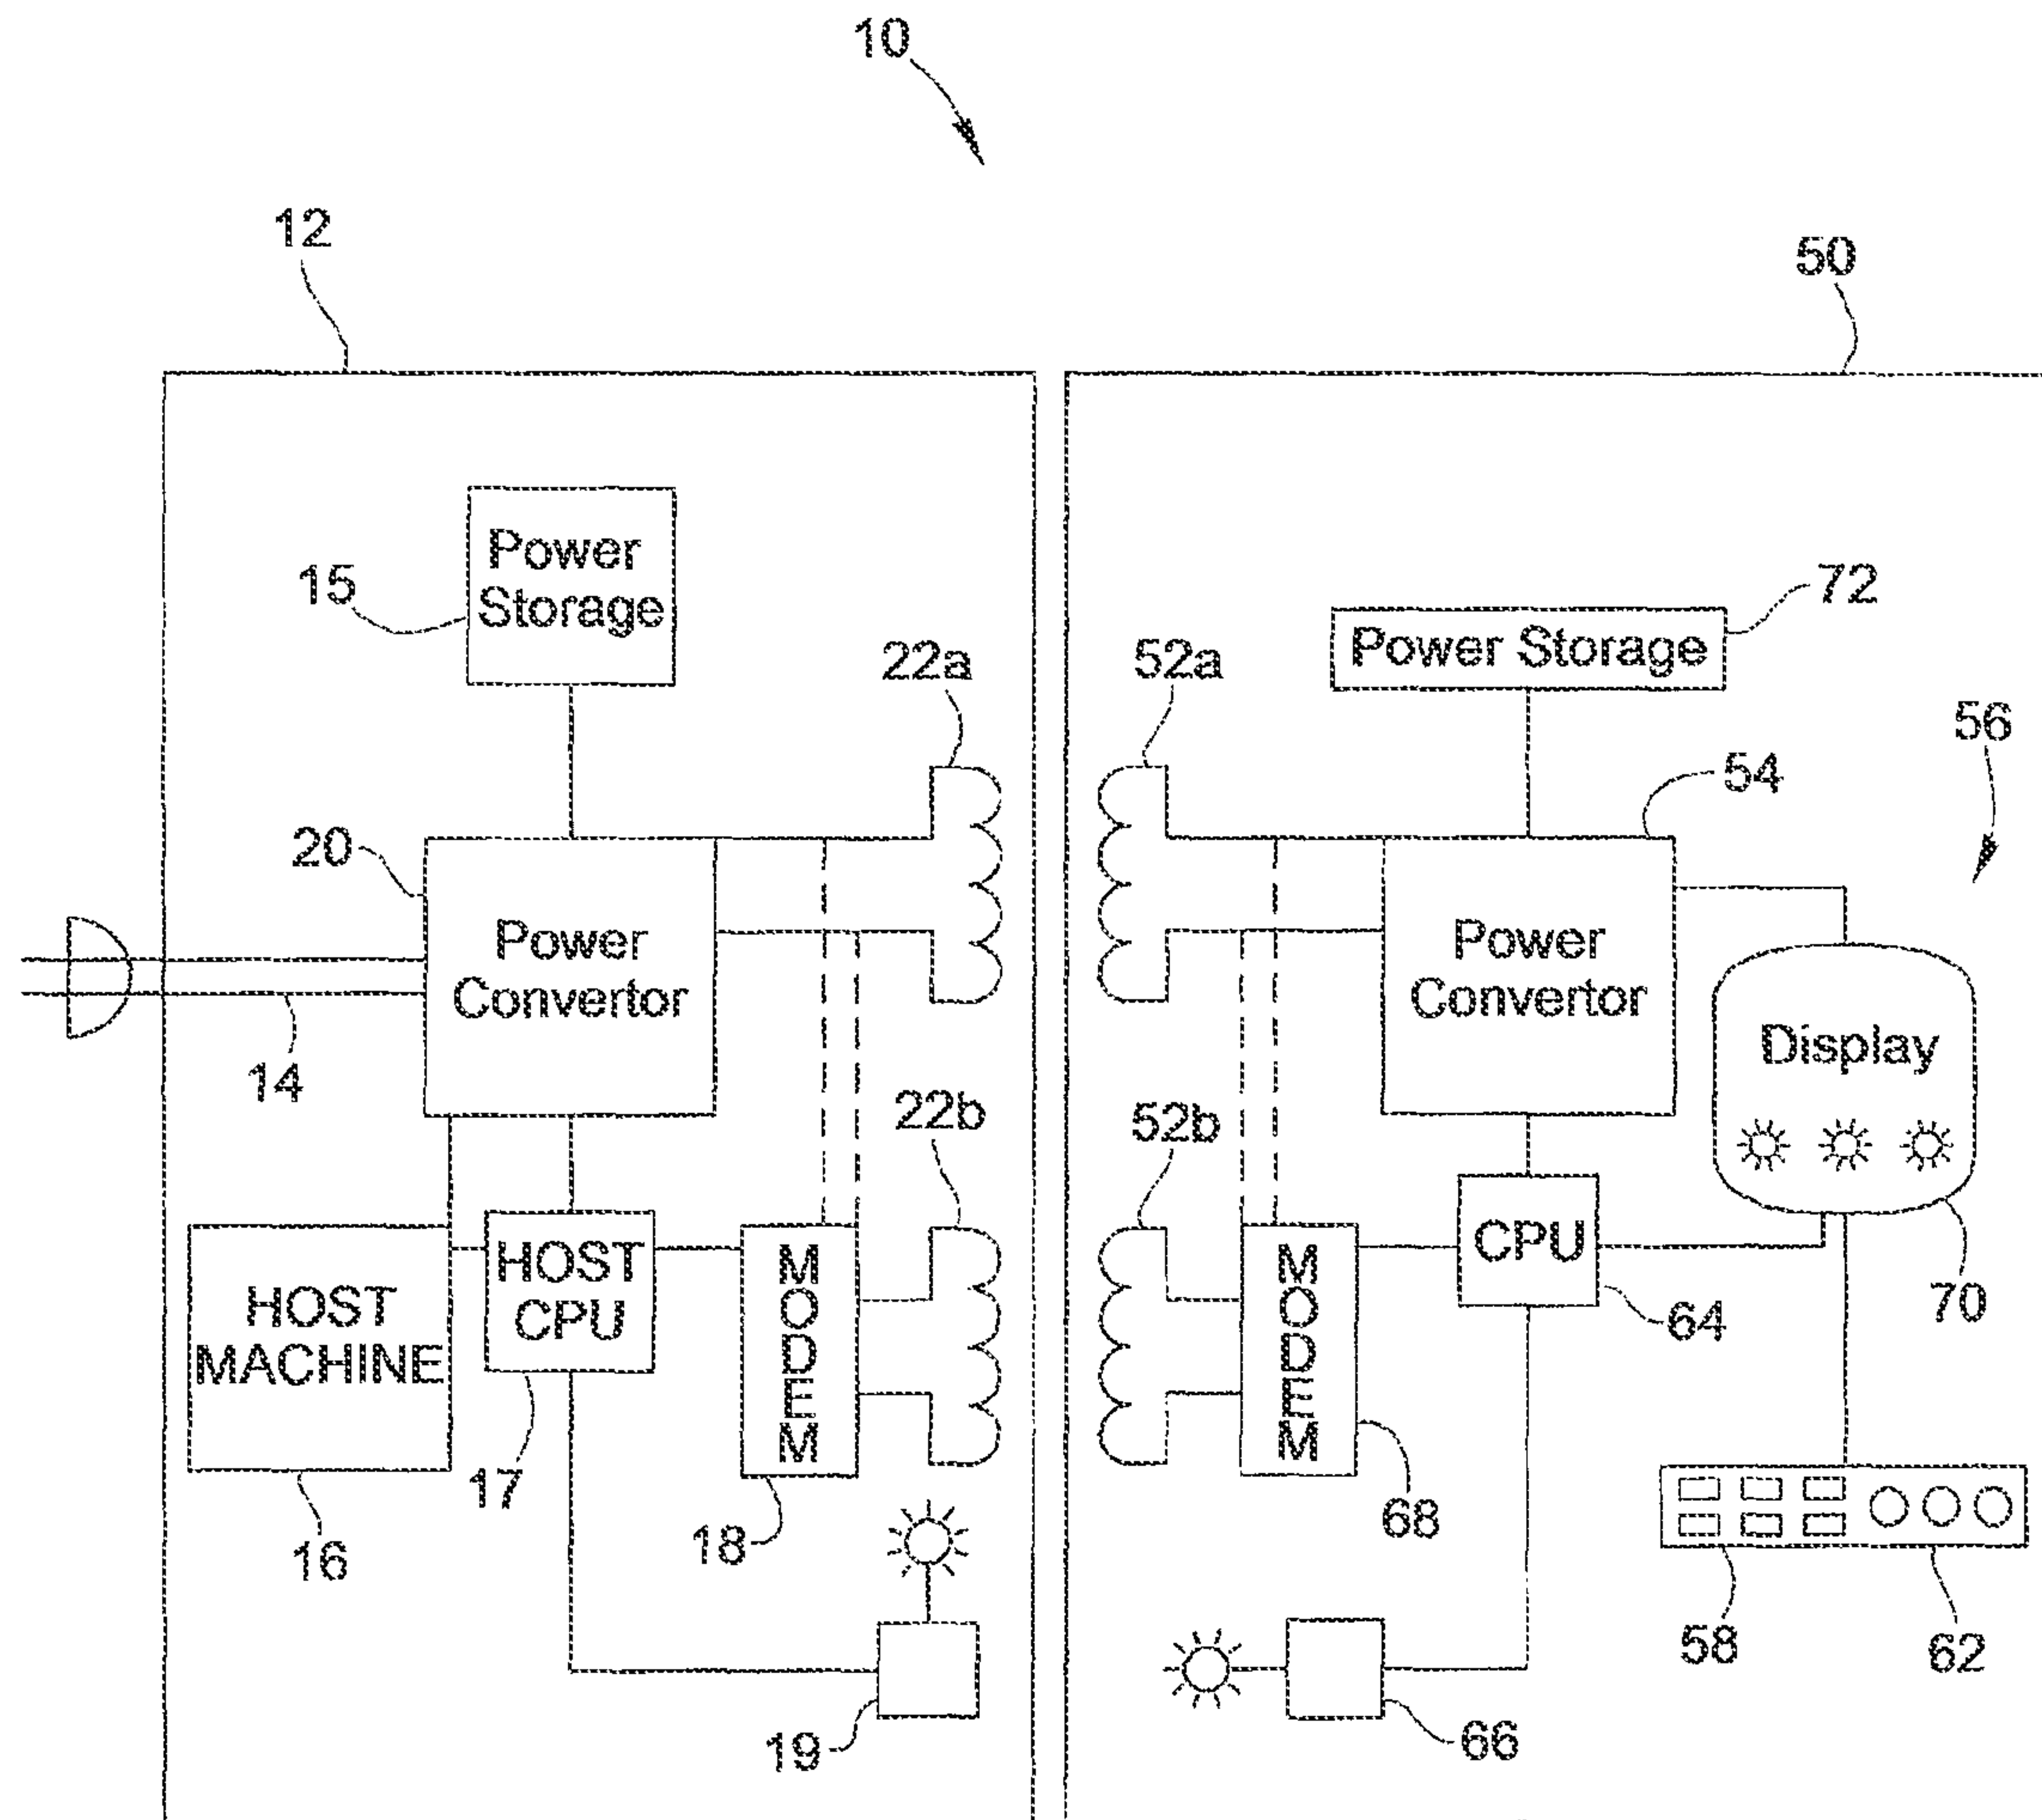 10
12
50
Power
Storage
15
72
Power Storage
22a
52a
56
54
20
Power
Convertor
Power
Convertor
Display
14
22b
52b
HOST
MACHINE
HOST
CPU
MODEM
MODEM
CPU
64
70
16
17
18
68
58
62
19
66